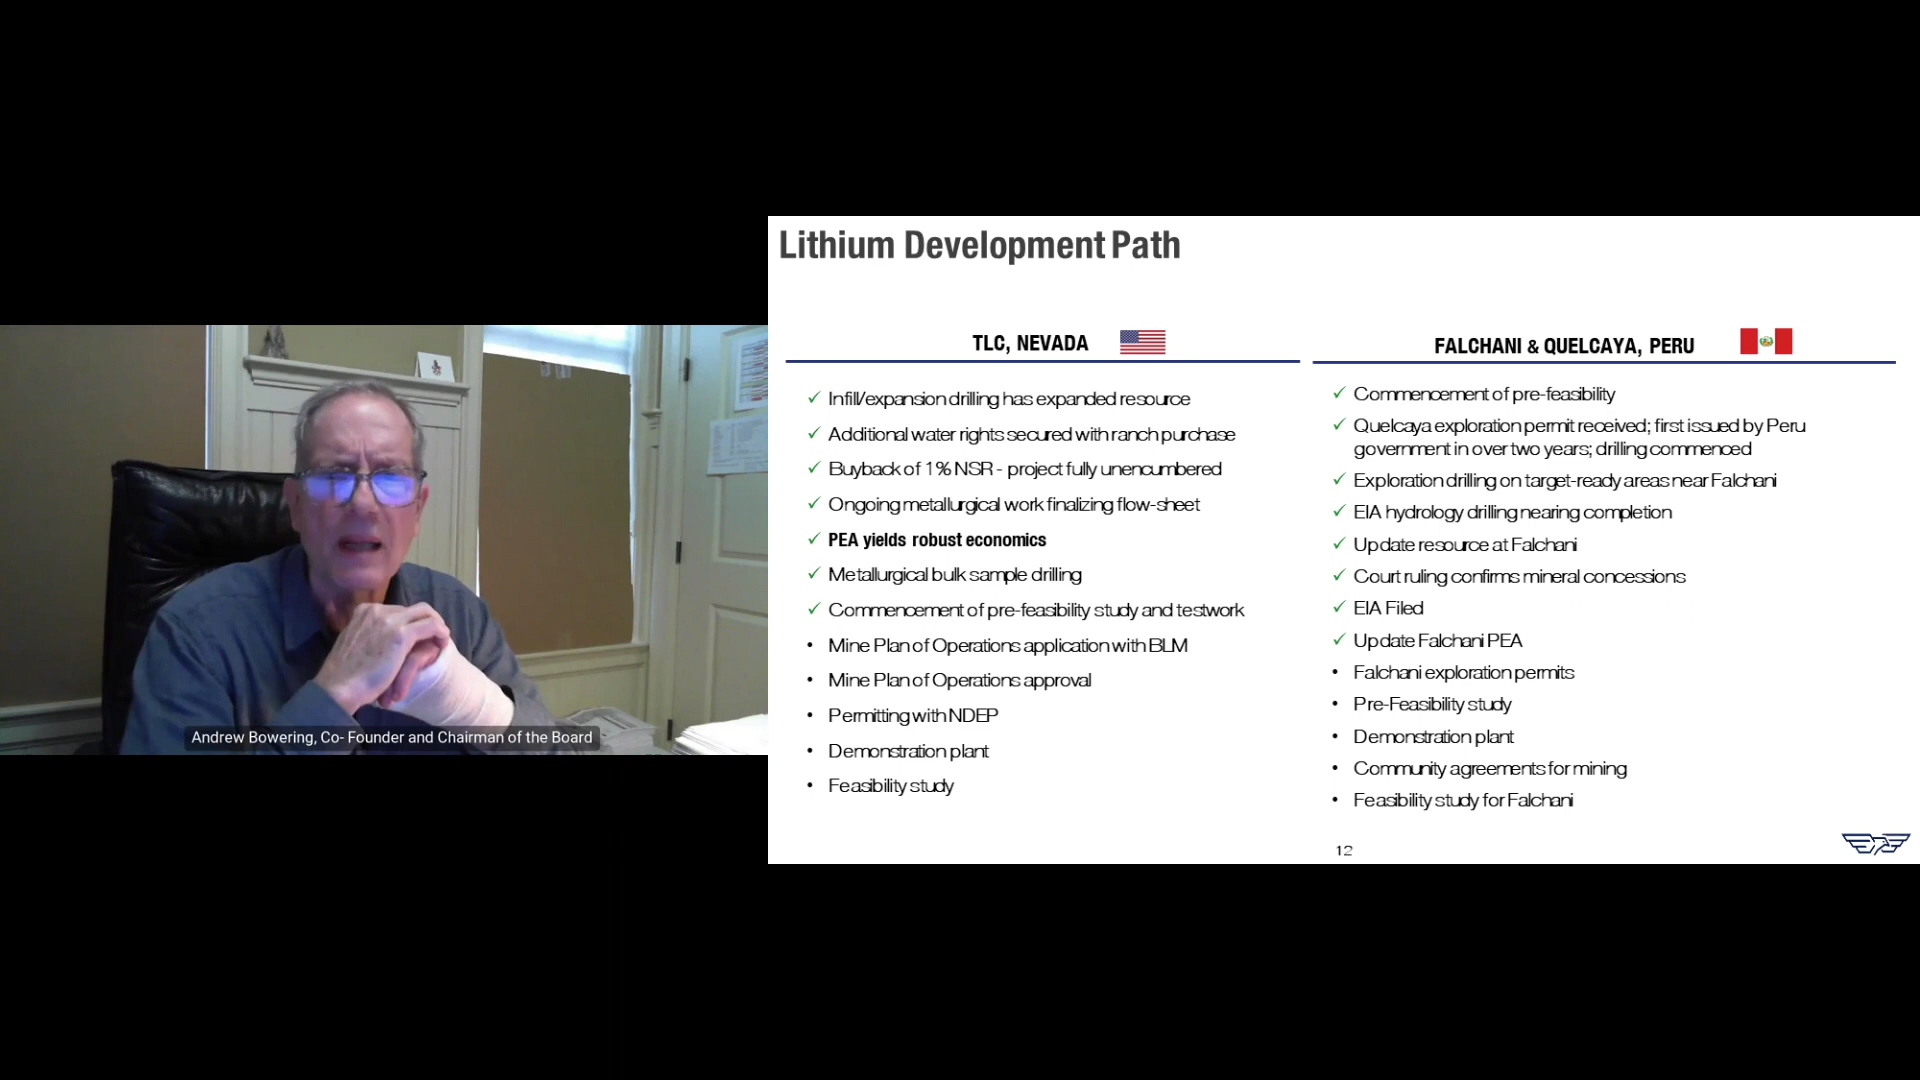 Lithium Development Path
TLC, NEVADA
Infill/expansion drilling has expanded resource
Additional water rights secured with ranch purchase
Buyback of 1% NSR - project fully unencumbered
Ongoing metallurgical work finalizing flow-sheet
PEA yields robust economics
Metallurgical bulk sample drilling
Commencement of pre-feasibility study and testwork
• Mine Plan of Operations application with BLM
• Mine Plan of Operations approval
• Permitting with NDEP
• Demonstration plant
• Feasibility study
FALCHANI & QUELCAYA, PERU
Commencement of pre-feasibility
Quelcaya exploration permit received; first issued by Peru
government in over two years; drilling commenced
Exploration drilling on target-ready areas near Falchani
EIA hydrology drilling nearing completion
Update resource at Falchani
Court ruling confirms mineral concessions
EIA Filed
Update Falchani PEA
• Falchani exploration permits
• Pre-Feasibility study
• Demonstration plant
• Community agreements for mining
• Feasibility study for Falchani
12
Andrew Bowering, Co- Founder and Chairman of the Board